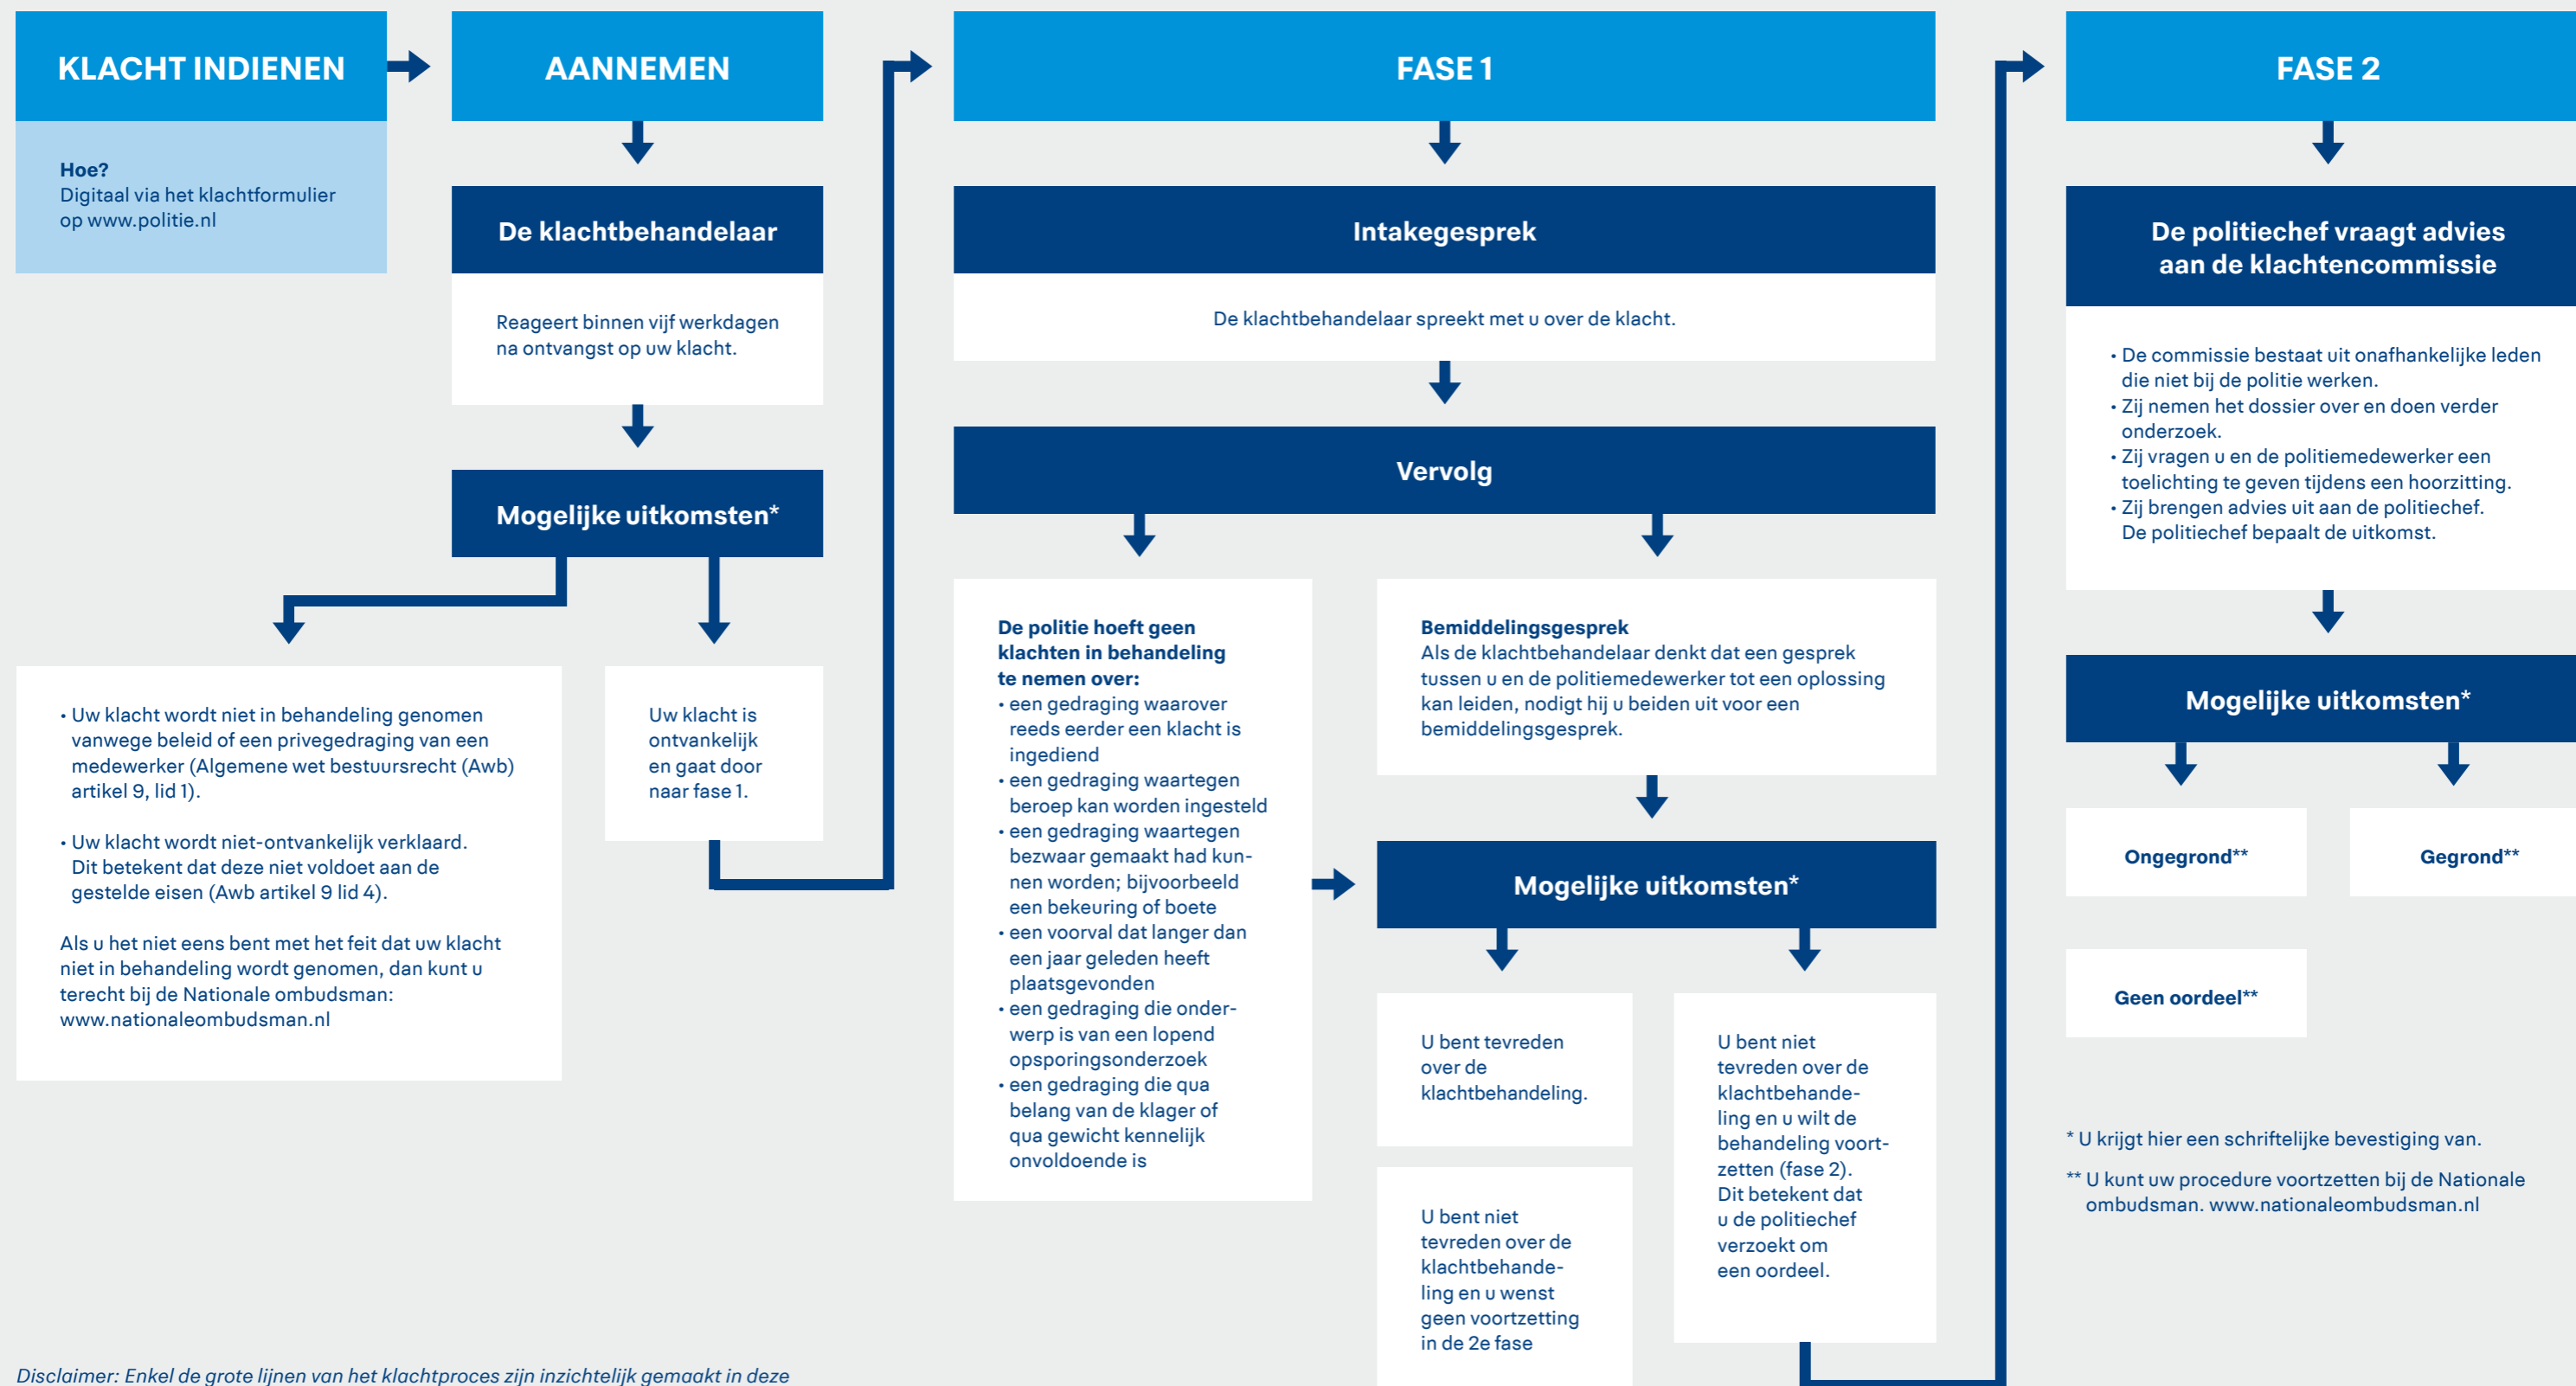 KLACHT INDIENEN
Hoe?
Digitaal via het klachtformulier
op www.politie.nl
AANNEMEN
De klachtbehandelaar
Reageert binnen vijf werkdagen
na ontvangst op uw klacht.
Mogelijke uitkomsten*
• Uw klacht wordt niet in behandeling genomen
vanwege beleid of een privegedraging van een
medewerker (Algemene wet bestuursrecht (Awb)
artikel 9, lid 1).
• Uw klacht wordt niet-ontvankelijk verklaard.
Dit betekent dat deze niet voldoet aan de
gestelde eisen (Awb artikel 9 lid 4).
Als u het niet eens bent met het feit dat uw klacht
niet in behandeling wordt genomen, dan kunt u
terecht bij de Nationale ombudsman:
www.nationaleombudsman.nl
Uw klacht is
ontvankelijk
en gaat door
naar fase 1.
FASE 1
Intakegesprek
De klachtbehandelaar spreekt met u over de klacht.
Vervolg
De politie hoeft geen
klachten in behandeling
te nemen over:
• een gedraging waarover
reeds eerder een klacht is
ingediend
• een gedraging waartegen
beroep kan worden ingesteld
• een gedraging waartegen
bezwaar gemaakt had kun-
nen worden; bijvoorbeeld
een bekeuring of boete
• een voorval dat langer dan
een jaar geleden heeft
plaatsgevonden
• een gedraging die onder-
werp is van een lopend
opsporingsonderzoek
• een gedraging die qua
belang van de klager of
qua gewicht kennelijk
onvoldoende is
Bemiddelingsgesprek
Als de klachtbehandelaar denkt dat een gesprek
tussen u en de politiemedewerker tot een oplossing
kan leiden, nodigt hij u beiden uit voor een
bemiddelingsgesprek.
Mogelijke uitkomsten*
U bent tevreden
over de
klachtbehandeling.
U bent niet
tevreden over de
klachtbehande-
ling en u wenst
geen voortzetting
in de 2e fase
U bent niet
tevreden over de
klachtbehande-
ling en u wilt de
behandeling voort-
zetten (fase 2).
Dit betekent dat
u de politiechef
verzoekt om
een oordeel.
FASE 2
De politiechef vraagt advies
aan de klachtencommissie
• De commissie bestaat uit onafhankelijke leden
die niet bij de politie werken.
• Zij nemen het dossier over en doen verder
onderzoek.
• Zij vragen u en de politiemedewerker een
toelichting te geven tijdens een hoorzitting.
• Zij brengen advies uit aan de politiechef.
De politiechef bepaalt de uitkomst.
Mogelijke uitkomsten*
Ongegrond**
Gegrond**
Geen oordeel**
* U krijgt hier een schriftelijke bevestiging van.
** U kunt uw procedure voortzetten bij de Nationale
ombudsman. www.nationaleombudsman.nl
Disclaimer: Enkel de grote lijnen van het klachtproces zijn inzichtelijk gemaakt in deze